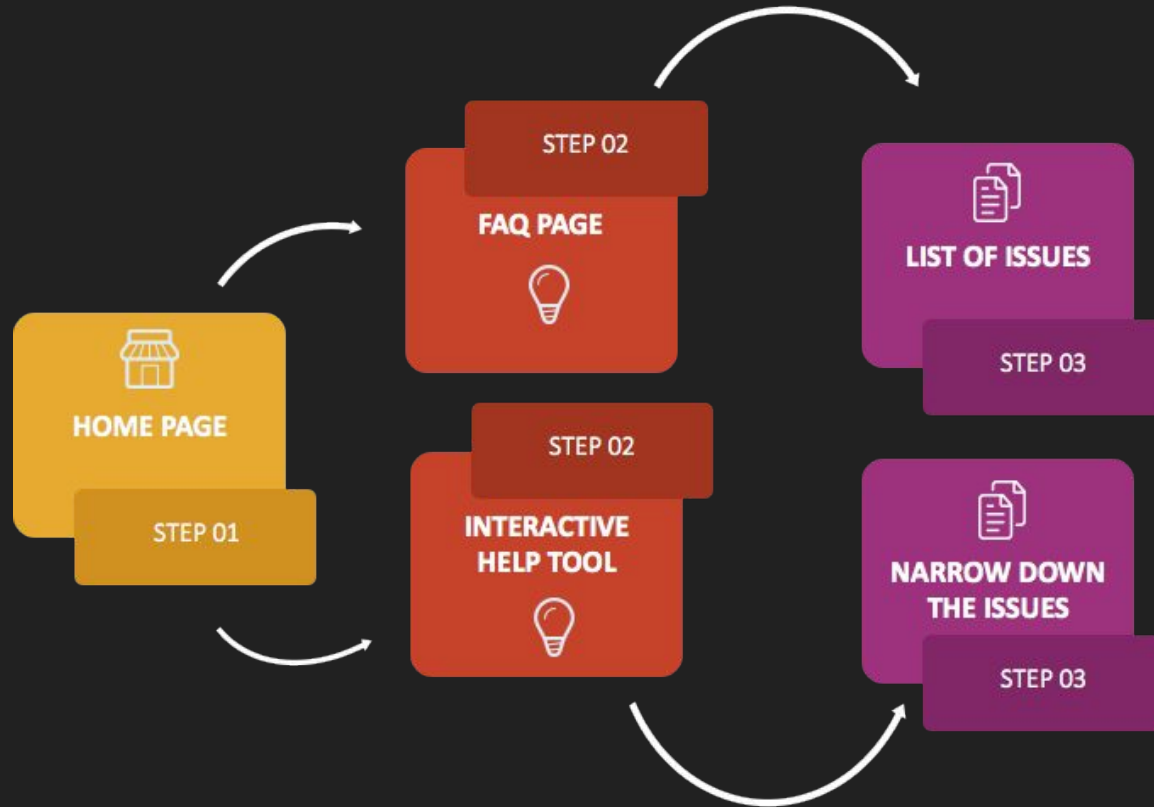 HOME PAGE
STEP 01
STEP 02
FAQ PAGE
STEP 02
INTERACTIVE
HELP TOOL
LIST OF ISSUES
STEP 03
NARROW DOWN
THE ISSUES
STEP 03